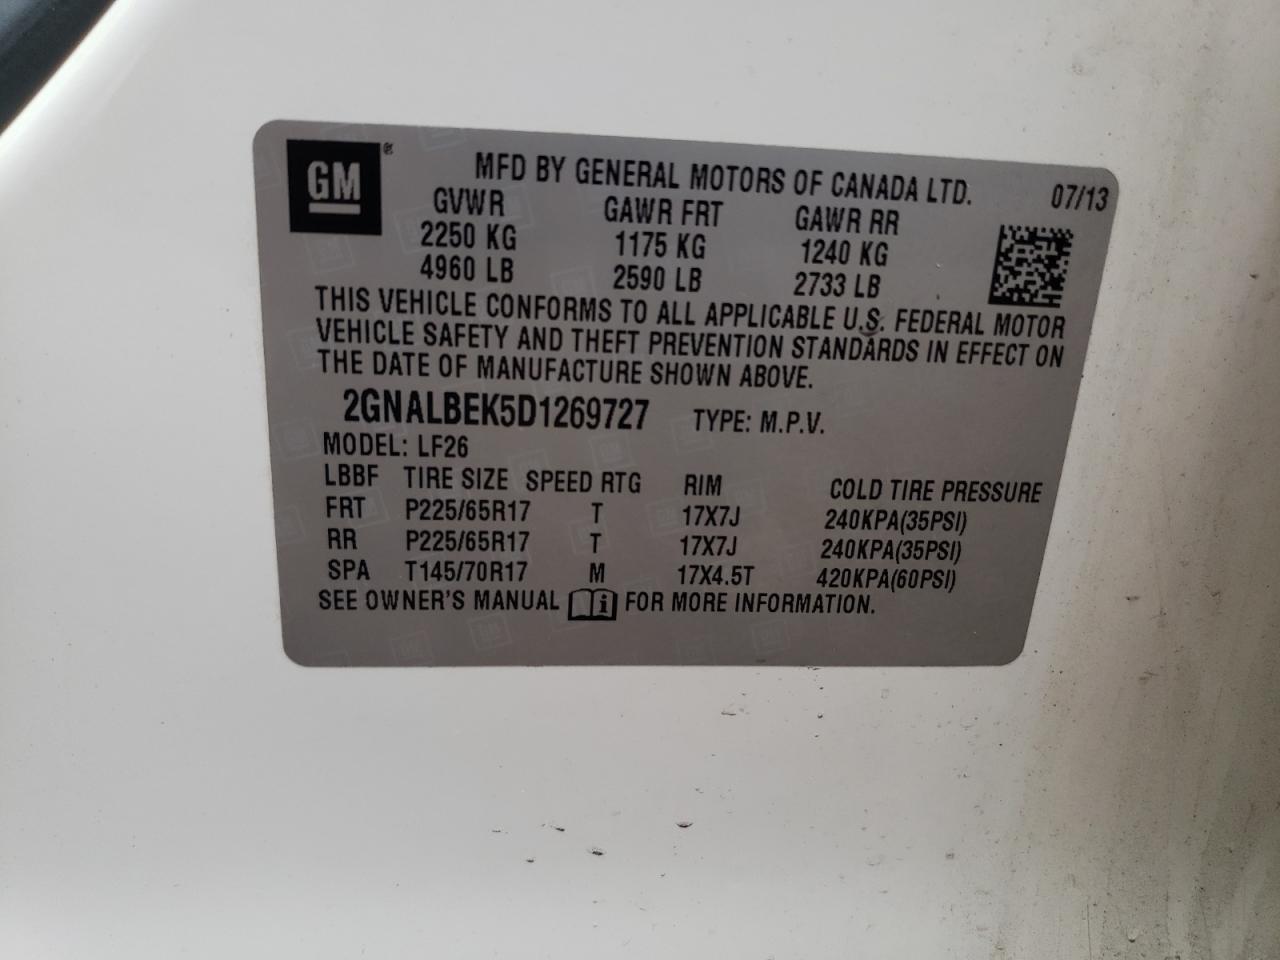 GM ®
MFD BY GENERAL MOTORS OF CANADA LTD. 07/13
GVWR GAWR FRT GAWR RR
2250 KG 1175 KG 1240 KG
4960 LB 2590 LB 2733 LB
THIS VEHICLE CONFORMS TO ALL APPLICABLE U.S. FEDERAL MOTOR
VEHICLE SAFETY AND THEFT PREVENTION STANDARDS IN EFFECT ON
THE DATE OF MANUFACTURE SHOWN ABOVE.
2GNALBEK5D1269727 TYPE: M.P.V.
MODEL: LF26
LBBF TIRE SIZE SPEED RTG RIM COLD TIRE PRESSURE
FRT P225/65R17 T 17X7J 240KPA(35PSI)
RR P225/65R17 T 17X7J 240KPA(35PSI)
SPA T145/70R17 M 17X4.5T 420KPA(60PSI)
SEE OWNER'S MANUAL i FOR MORE INFORMATION.